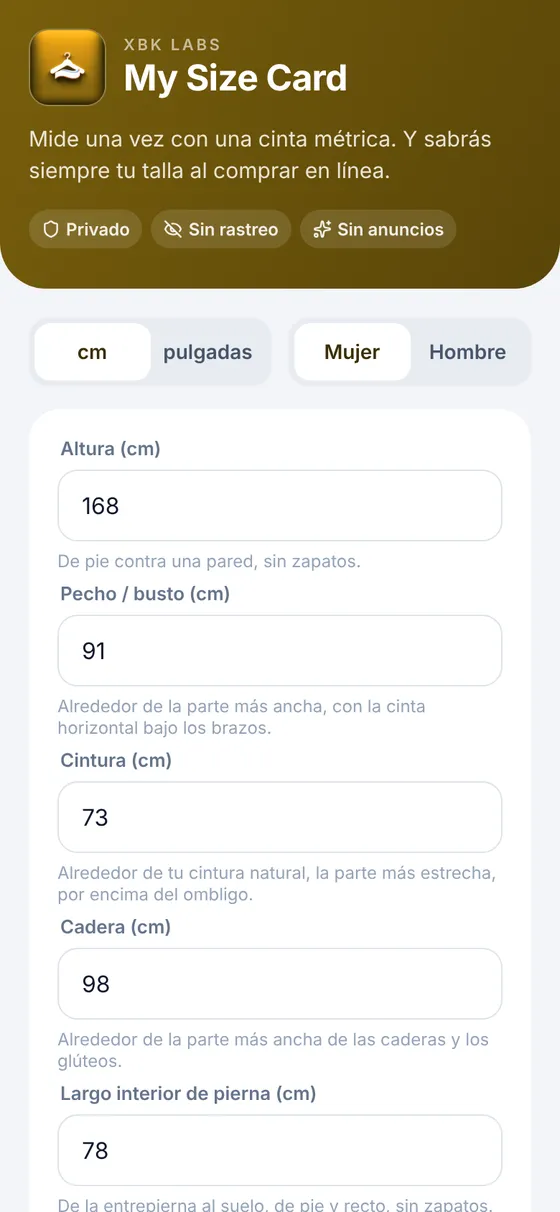 XBK LABS
My Size Card
Mide una vez con una cinta métrica. Y sabrás
siempre tu talla al comprar en línea.
Privado
Sin rastreo
Sin anuncios
cm
pulgadas
Mujer
Hombre
Altura (cm)
168
De pie contra una pared, sin zapatos.
Pecho / busto (cm)
91
Alrededor de la parte más ancha, con la cinta
horizontal bajo los brazos.
Cintura (cm)
73
Alrededor de tu cintura natural, la parte más estrecha,
por encima del ombligo.
Cadera (cm)
98
Alrededor de la parte más ancha de las caderas y los
glúteos.
Largo interior de pierna (cm)
78
De la entrepierna al suelo, de pie y recto, sin zapatos.